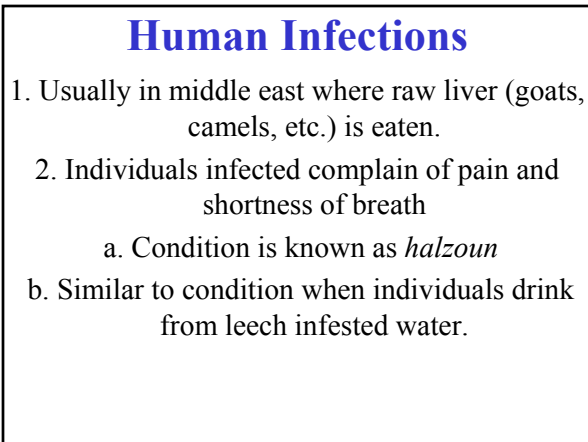 Human Infections
1. Usually in middle east where raw liver (goats,
camels, etc.) is eaten.
2. Individuals infected complain of pain and
shortness of breath
a. Condition is known as halzoun
b. Similar to condition when individuals drink
from leech infested water.